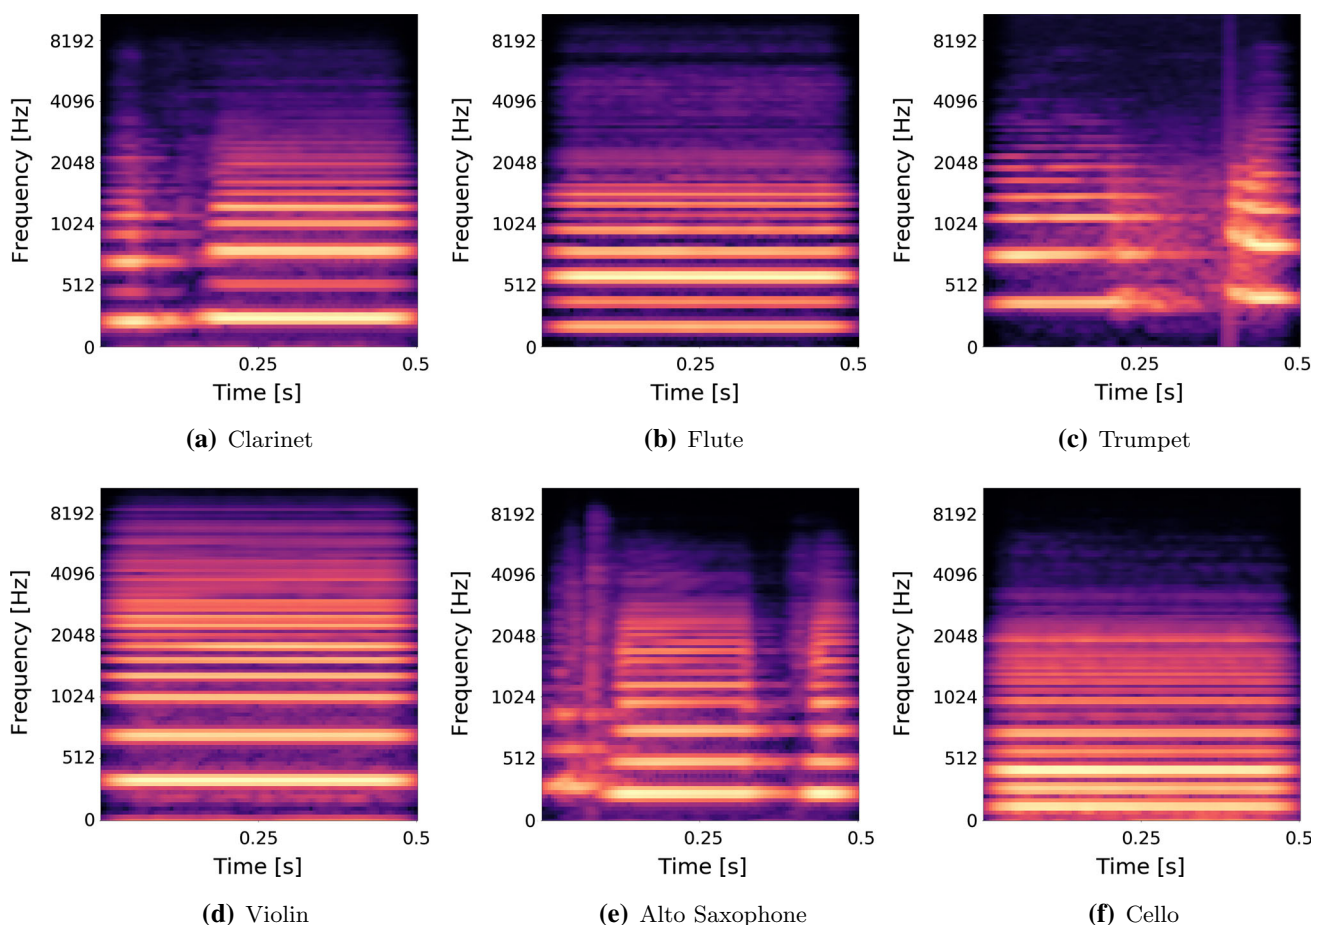 8192
4096
2048
1024
512
0
Frequency [Hz]
0.25
0.5
Time [s]
(a) Clarinet
8192
4096
2048
1024
512
0
Frequency [Hz]
0.25
0.5
Time [s]
(b) Flute
8192
4096
2048
1024
512
0
Frequency [Hz]
0.25
0.5
Time [s]
(c) Trumpet
8192
4096
2048
1024
512
0
Frequency [Hz]
0.25
0.5
Time [s]
(d) Violin
8192
4096
2048
1024
512
0
Frequency [Hz]
0.25
0.5
Time [s]
(e) Alto Saxophone
8192
4096
2048
1024
512
0
Frequency [Hz]
0.25
0.5
Time [s]
(f) Cello